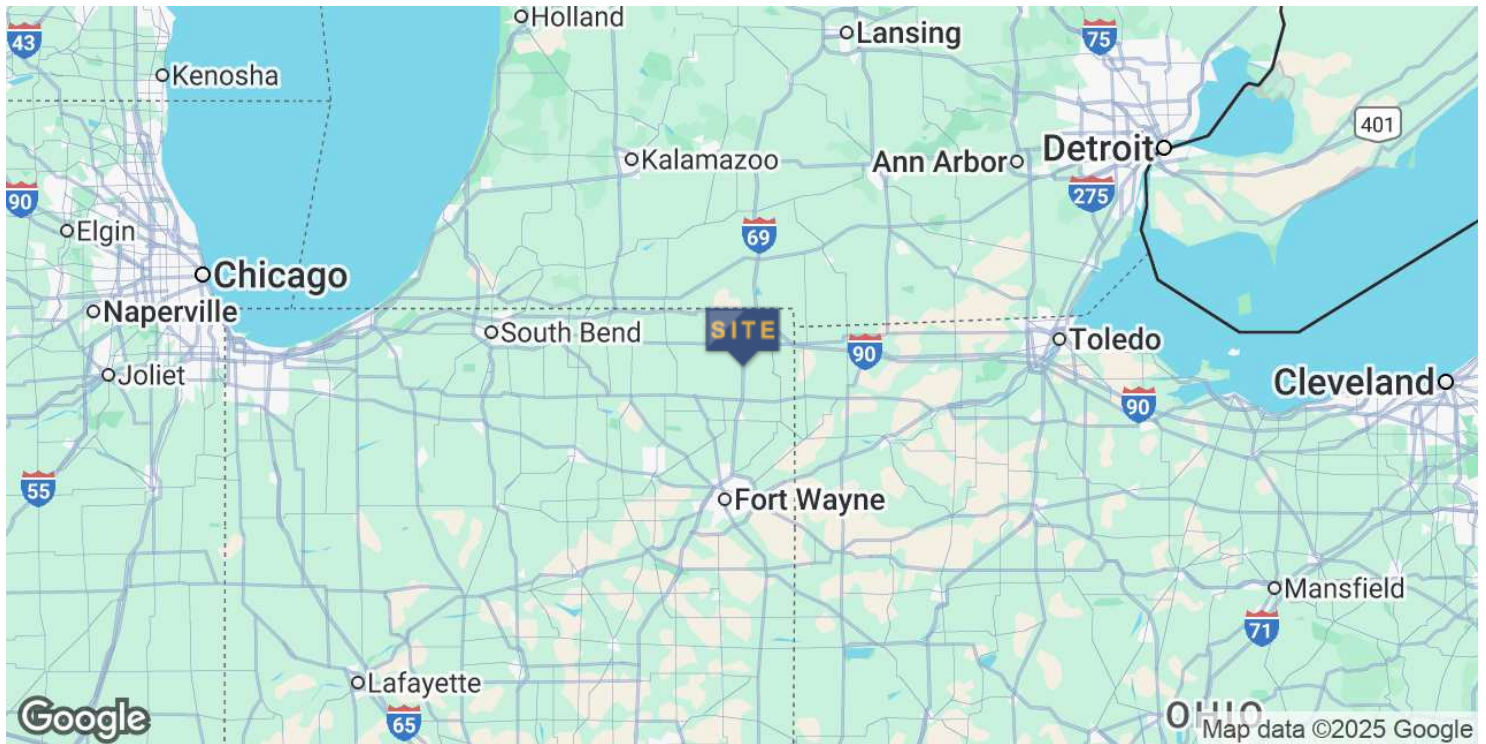 Holland
Lansing
75
43
Kenosha
401
Kalamazoo
Ann Arbor
Detroit
90
275
Elgin
69
Chicago
Naperville
SITE
South Bend
90
Toledo
Joliet
Cleveland
90
55
Fort Wayne
Mansfield
71
Lafayette
65
OHIO
Google
Map data ©2025 Google